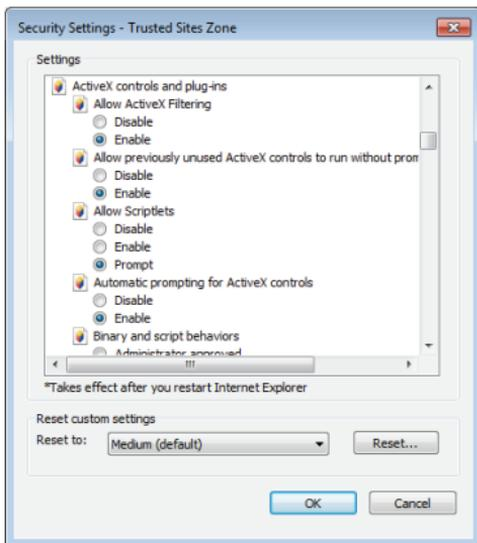 Security Settings - Trusted Sites Zone
Settings
ActiveX controls and plug-ins
Allow ActiveX Filtering
Disable
Enable
Allow previously unused ActiveX controls to run without prom
Disable
Enable
Allow Scriptlets
Disable
Enable
Prompt
Automatic prompting for ActiveX controls
Disable
Enable
Binary and script behaviors
Administrator approved
*Takes effect after you restart Internet Explorer
Reset custom settings
Reset to: Medium (default) Reset...
OK Cancel